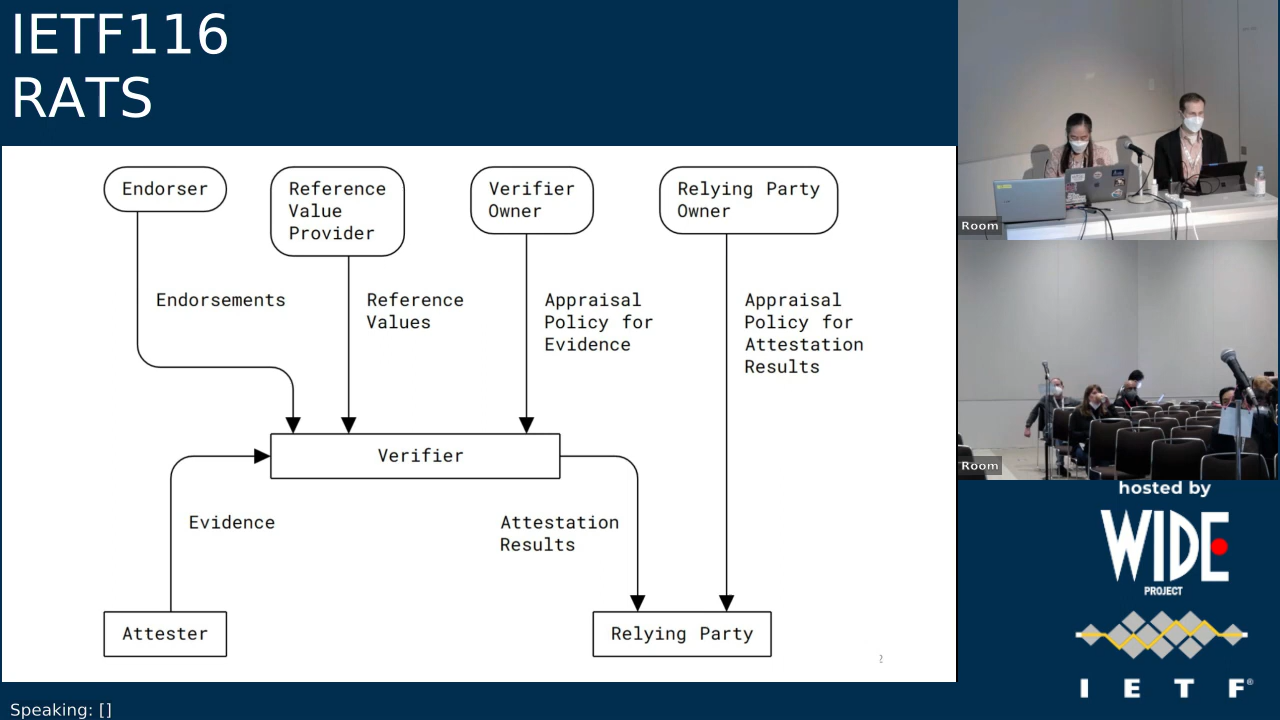 IETF116
RATS
Endorser
Reference
Value
Provider
Verifier
Owner
Relying Party
Owner
Endorsements
Reference
Values
Appraisal
Policy for
Evidence
Appraisal
Policy for
Attestation
Results
Verifier
Evidence
Attestation
Results
Attester
Relying Party
2
Room
Room
hosted by
WIDE
PROJECT
I E T F®
Speaking: []